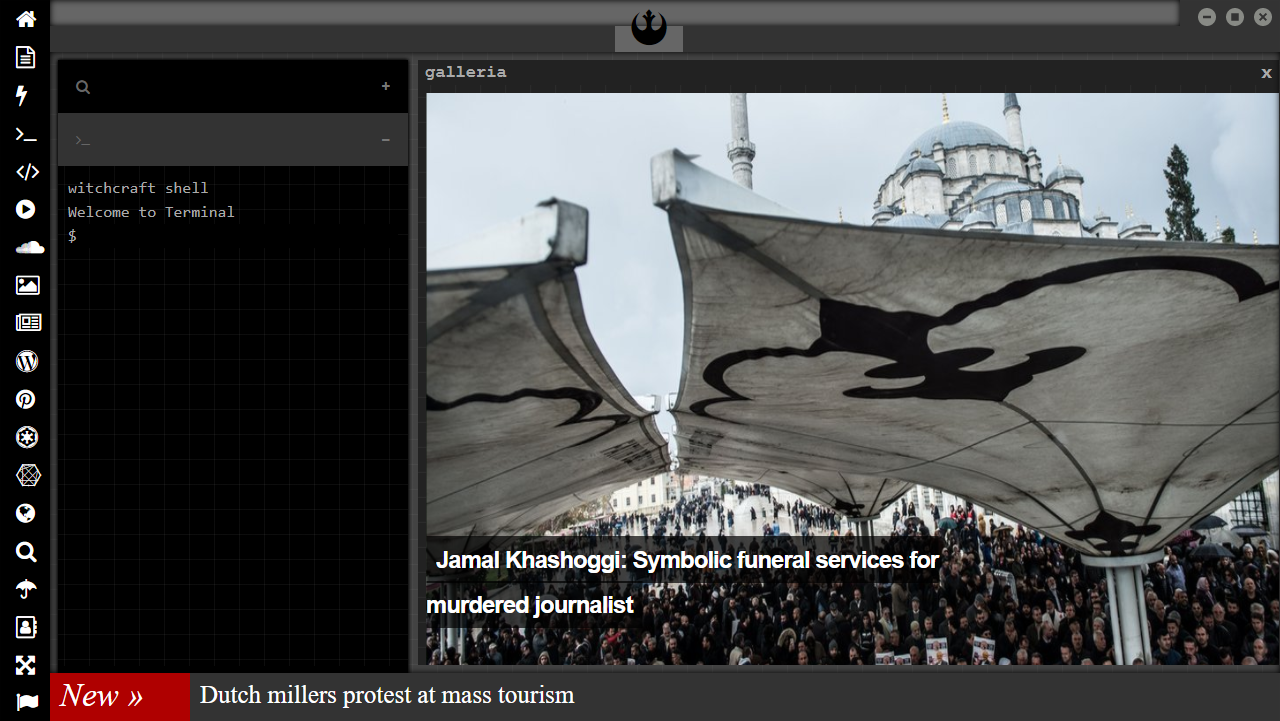 galleria
x
+
>_
−
witchcraft shell
Welcome to Terminal
$
Jamal Khashoggi: Symbolic funeral services for
murdered journalist
New »
Dutch millers protest at mass tourism